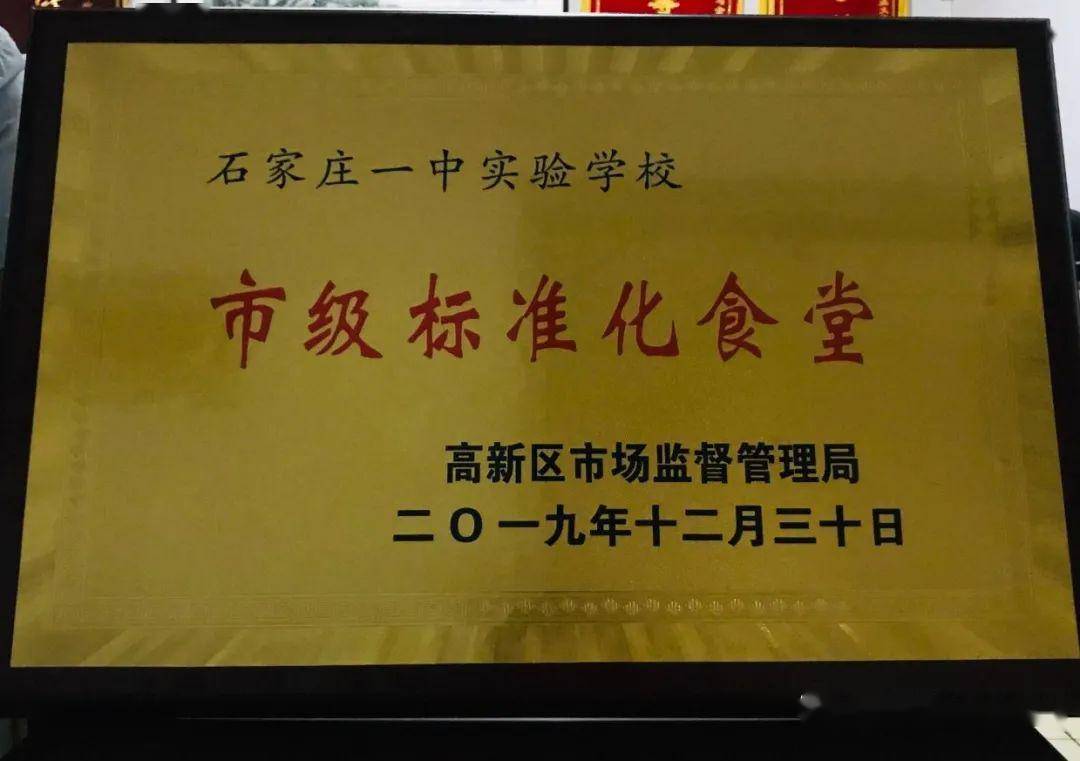 石家庄一中实验学校
市级标准化食堂
高新区市场监督管理局
二〇一九年十二月三十日